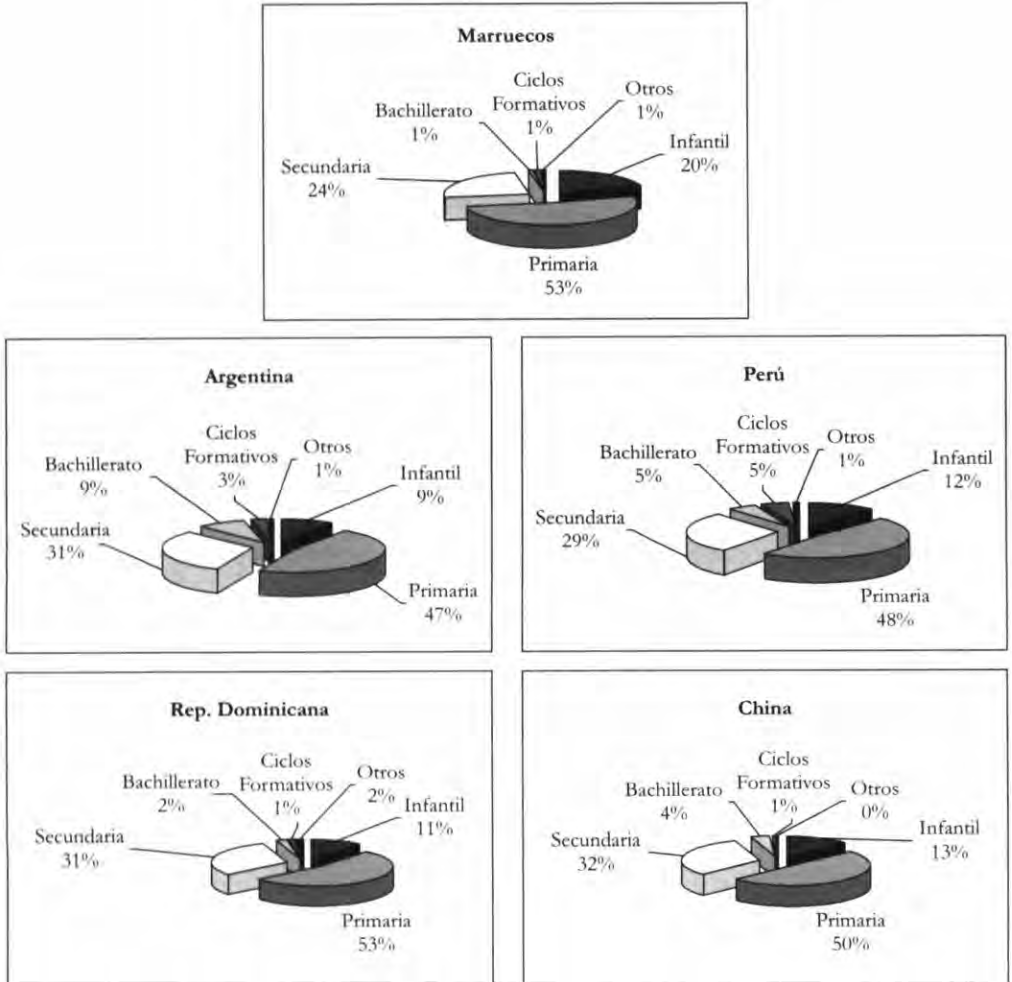 Marruecos
Ciclos
Formativos
1%
Otros
1%
Bachillerato
1%
Infantil
20%
Secundaria
24%
Primaria
53%
Argentina
Ciclos
Formativos
3%
Otros
1%
Bachillerato
9%
Infantil
9%
Secundaria
31%
Primaria
47%
Perú
Ciclos
Formativos
5%
Otros
1%
Bachillerato
5%
Infantil
12%
Secundaria
29%
Primaria
48%
Rep. Dominicana
Ciclos
Formativos
1%
Otros
2%
Bachillerato
2%
Infantil
11%
Secundaria
31%
Primaria
53%
China
Ciclos
Formativos
1%
Otros
0%
Bachillerato
4%
Infantil
13%
Secundaria
32%
Primaria
50%